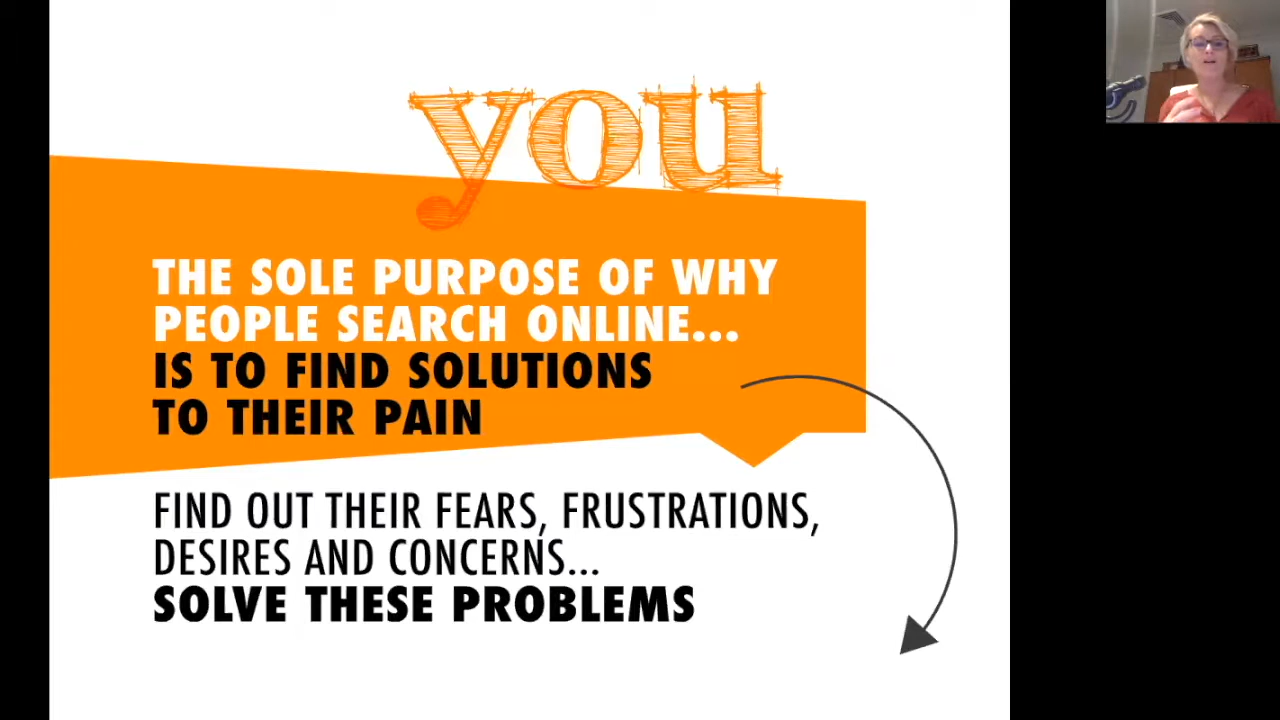 you
THE SOLE PURPOSE OF WHY
PEOPLE SEARCH ONLINE...
IS TO FIND SOLUTIONS
TO THEIR PAIN
FIND OUT THEIR FEARS, FRUSTRATIONS,
DESIRES AND CONCERNS...
SOLVE THESE PROBLEMS